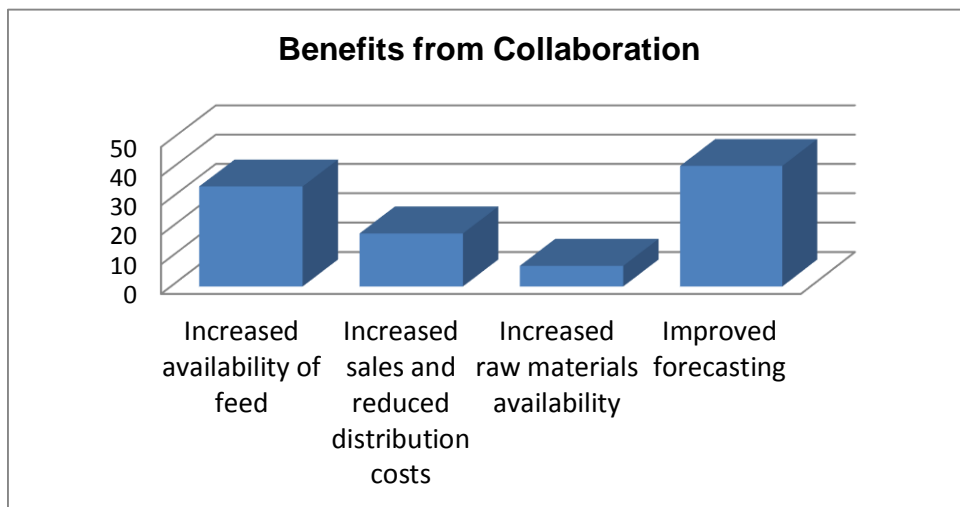 Benefits from Collaboration
50
40
30
20
10
0
Increased
availability of
feed
Increased
sales and
reduced
distribution
costs
Increased
raw materials
availability
Improved
forecasting